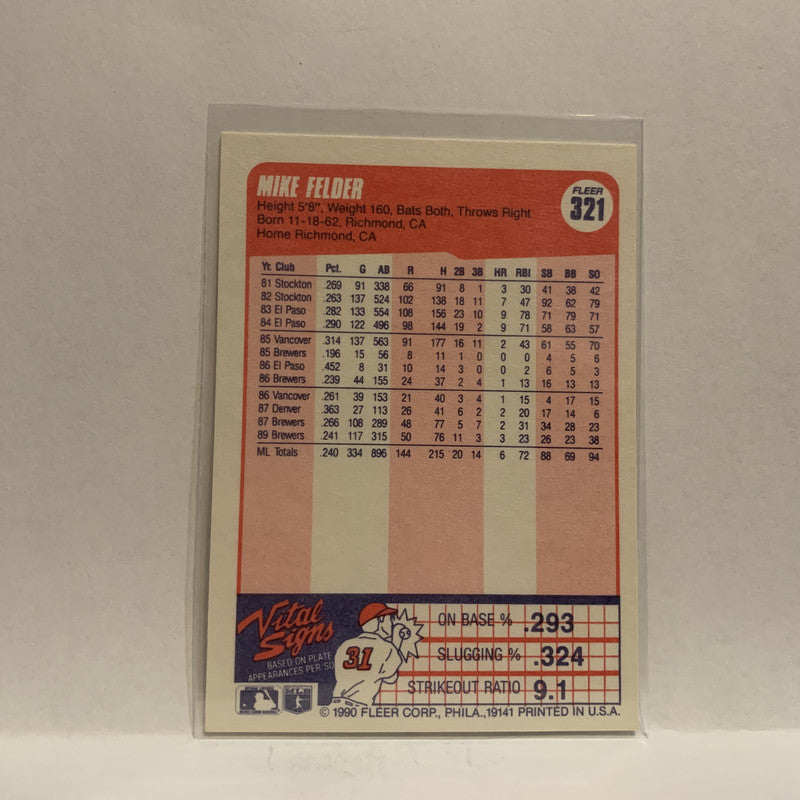 MIKE FELDER
FLEER
321
Height 5'8", Weight 160, Bats Both, Throws Right
Born 11-18-62, Richmond, CA
Home Richmond, CA
Yr. Club Pct. G AB R H 2B 3B HR RBI SB BB SO
81 Stockton .269 91 338 66 91 8 1 3 30 41 38 42
82 Stockton .263 137 524 102 138 18 11 7 47 92 62 79
83 El Paso .282 133 554 108 156 23 10 9 78 71 79 71
84 El Paso .290 122 496 98 144 19 2 9 71 58 63 57
85 Vancover .314 137 563 91 177 16 11 2 43 61 55 70
85 Brewers .196 15 56 8 11 1 0 0 0 4 5 6
86 El Paso .452 8 31 10 14 3 0 0 2 6 5 3
86 Brewers .239 44 155 24 37 2 4 1 13 16 13 13
86 Vancover .261 39 153 21 40 3 4 1 15 4 17 15
87 Denver .363 27 113 26 41 6 2 2 20 17 14 6
87 Brewers .266 108 289 48 77 5 7 2 31 34 28 23
89 Brewers .241 117 315 50 76 11 3 3 23 26 23 38
ML Totals .240 334 896 144 215 20 14 6 72 88 69 94
Vital Signs
BASED ON PLATE
APPEARANCES PER SO
31
ON BASE % .293
SLUGGING % .324
STRIKEOUT RATIO 9.1
© 1990 FLEER CORP., PHILA., 19141 PRINTED IN U.S.A.